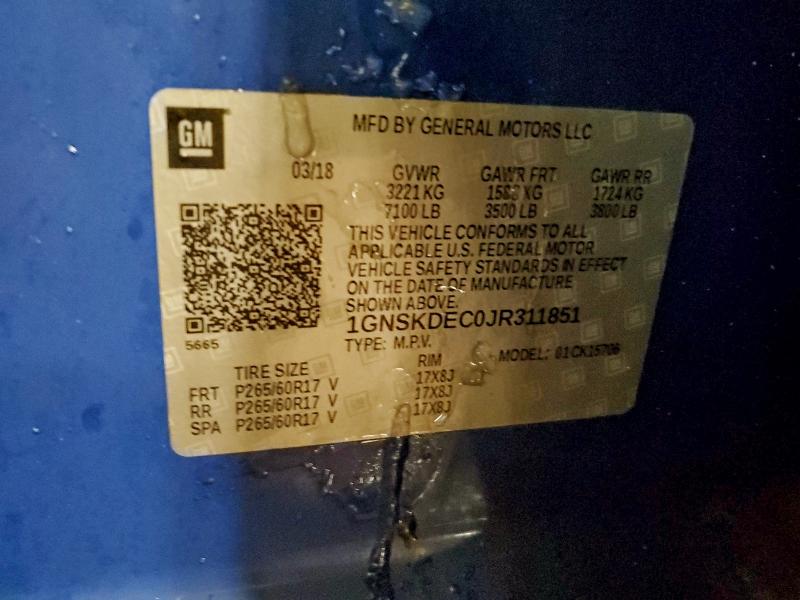 GM
MFD BY GENERAL MOTORS LLC
03/18 GVWR GAWR FRT GAWR RR
3221 KG 1588 KG 1724 KG
7100 LB 3500 LB 3800 LB
THIS VEHICLE CONFORMS TO ALL
APPLICABLE U.S. FEDERAL MOTOR
VEHICLE SAFETY STANDARDS IN EFFECT
ON THE DATE OF MANUFACTURE
SHOWN ABOVE.
1GNSKDEC0JR311851
5665
TYPE: M.P.V. MODEL: 01CK15706
TIRE SIZE RIM
FRT P265/60R17 V 17X8J
RR P265/60R17 V 17X8J
SPA P265/60R17 V 17X8J